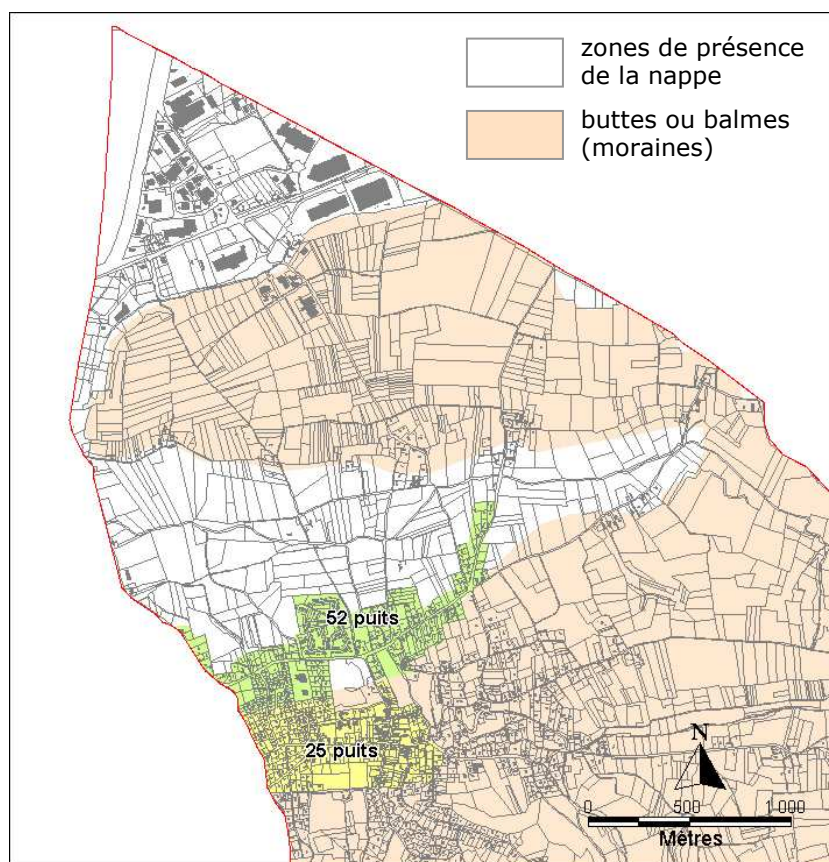 zones de présence
de la nappe
buttes ou balmes
(moraines)
52 puits
25 puits
N
0 500 1 000
Mètres